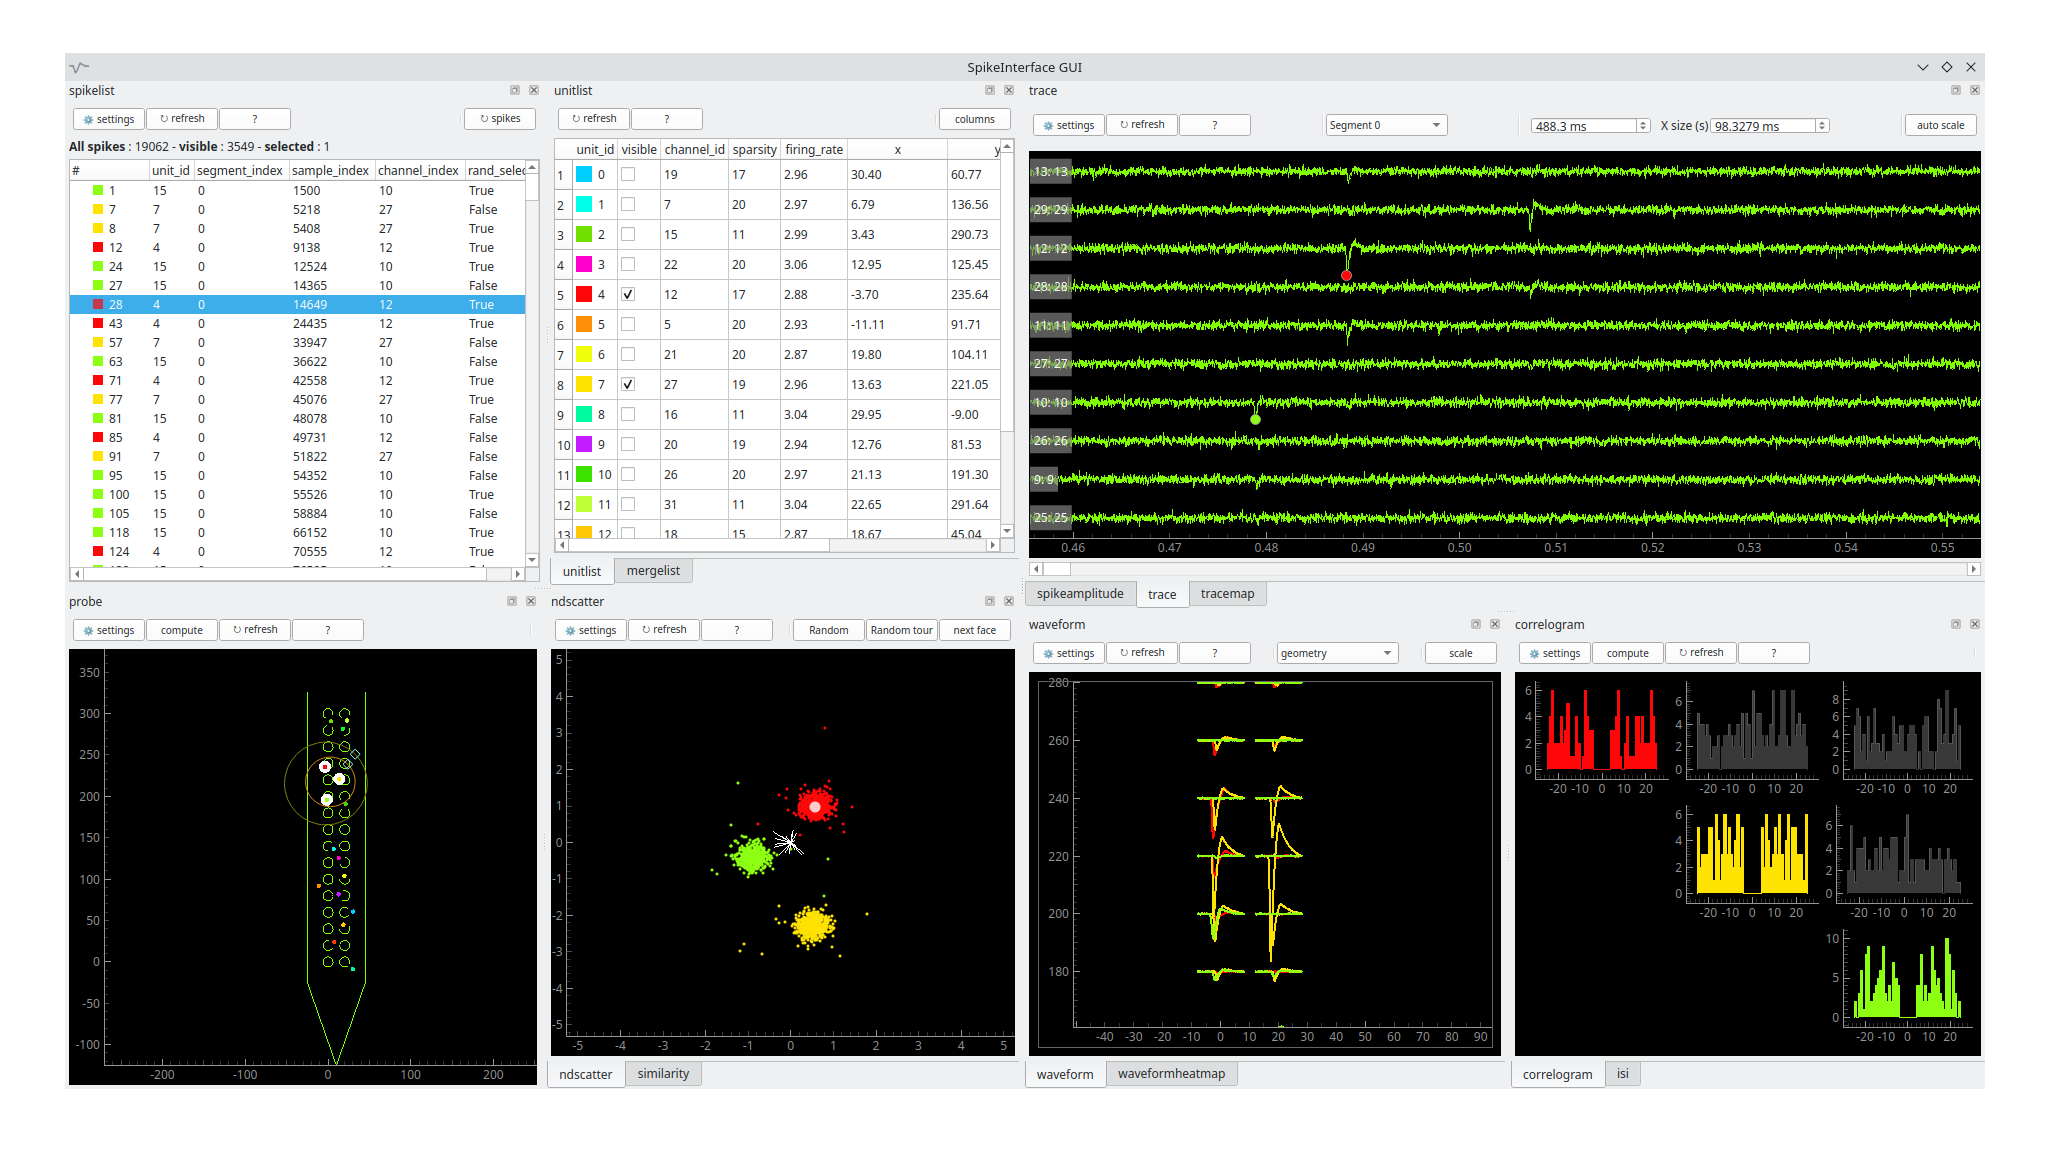 SpikeInterface GUI
spikelist
settings refresh ? spikes
All spikes : 19062 - visible : 3549 - selected : 1
# unit_id segment_index sample_index channel_index rand_selec
1 15 0 1500 10 True
7 7 0 5218 27 False
8 7 0 5408 27 True
12 4 0 9138 12 True
24 15 0 12524 10 True
27 15 0 14365 10 False
28 4 0 14649 12 True
43 4 0 24435 12 True
57 7 0 33947 27 False
63 15 0 36622 10 False
71 4 0 42558 12 True
77 7 0 45076 27 True
81 15 0 48078 10 False
85 4 0 49731 12 False
91 7 0 51822 27 False
95 15 0 54352 10 False
100 15 0 55526 10 True
105 15 0 58884 10 False
118 15 0 66152 10 True
124 4 0 70555 12 True
unitlist
refresh ? columns
unit_id visible channel_id sparsity firing_rate x y
1 0 19 17 2.96 30.40 60.77
2 1 7 20 2.97 6.79 136.56
3 2 15 11 2.99 3.43 290.73
4 3 22 20 3.06 12.95 125.45
5 4 12 17 2.88 -3.70 235.64
6 5 5 20 2.93 -11.11 91.71
7 6 21 20 2.87 19.80 104.11
8 7 27 19 2.96 13.63 221.05
9 8 16 11 3.04 29.95 -9.00
10 9 20 19 2.94 12.76 81.53
11 10 26 20 2.97 21.13 191.30
12 11 31 11 3.04 22.65 291.64
13 12 18 15 2.87 18.67 45.04
unitlist mergelist
trace
settings refresh ? Segment 0 488.3 ms X size (s) 98.3279 ms auto scale
13: 13
29: 29
12: 12
28: 28
11: 11
27: 27
10: 10
26: 26
9: 9
25: 25
0.46 0.47 0.48 0.49 0.50 0.51 0.52 0.53 0.54 0.55
spikeamplitude trace tracemap
probe
settings compute refresh ?
350
300
250
200
150
100
50
0
-50
-100
-200 -100 0 100 200
ndscatter
settings refresh ? Random Random tour next face
5
4
3
2
1
0
-1
-2
-3
-4
-5
-5 -4 -3 -2 -1 0 1 2 3 4 5
ndscatter similarity
waveform
settings refresh ? geometry scale
280
260
240
220
200
180
-40 -30 -20 -10 0 10 20 30 40 50 60 70 80 90
waveform waveformheatmap
correlogram
settings compute refresh ?
6
4
2
0
-20 -10 0 10 20
6
4
2
0
-20 -10 0 10 20
8
6
4
2
0
-20 -10 0 10 20
6
4
2
0
-20 -10 0 10 20
6
4
2
0
-20 -10 0 10 20
10
5
0
-20 -10 0 10 20
correlogram isi